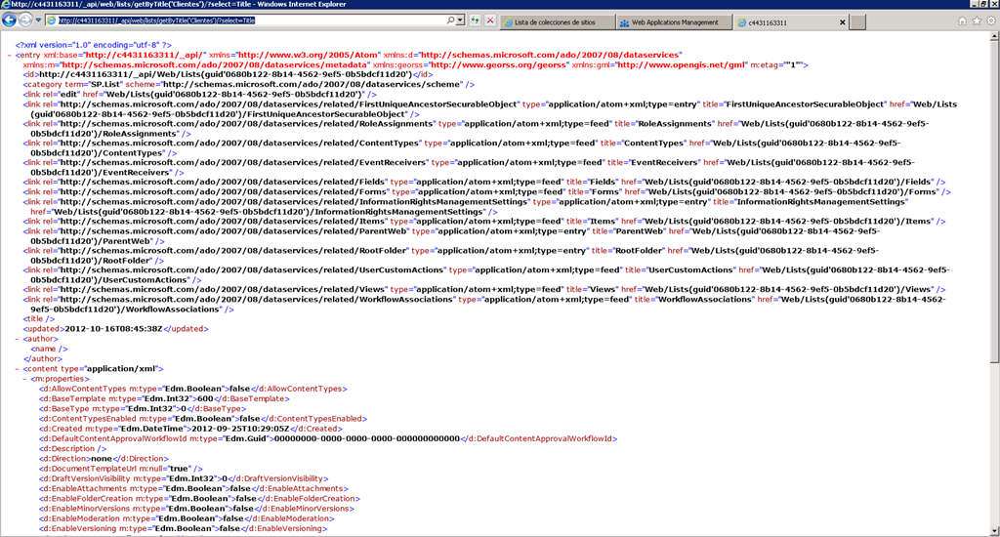 http://c4431163311/_api/web/lists/getByTitle('Clientes')/?select=Title - Windows Internet Explorer
http://c4431163311/_api/web/lists/getByTitle('Clientes')/?select=Title
Lista de colecciones de sitios
Web Applications Management
c4431163311
<?xml version="1.0" encoding="utf-8" ?>
- <entry xml:base="http://c4431163311/_api/" xmlns="http://www.w3.org/2005/Atom" xmlns:d="http://schemas.microsoft.com/ado/2007/08/dataservices"
xmlns:m="http://schemas.microsoft.com/ado/2007/08/dataservices/metadata" xmlns:georss="http://www.georss.org/georss" xmlns:gml="http://www.opengis.net/gml" m:etag=""1"">
<id>http://c4431163311/_api/Web/Lists(guid'0680b122-8b14-4562-9ef5-0b5bdcf11d20')</id>
<category term="SP.List" scheme="http://schemas.microsoft.com/ado/2007/08/dataservices/scheme" />
<link rel="edit" href="Web/Lists(guid'0680b122-8b14-4562-9ef5-0b5bdcf11d20')" />
<link rel="http://schemas.microsoft.com/ado/2007/08/dataservices/related/FirstUniqueAncestorSecurableObject" type="application/atom+xml;type=entry" title="FirstUniqueAncestorSecurableObject" href="Web/Lists
(guid'0680b122-8b14-4562-9ef5-0b5bdcf11d20')/FirstUniqueAncestorSecurableObject" />
<link rel="http://schemas.microsoft.com/ado/2007/08/dataservices/related/RoleAssignments" type="application/atom+xml;type=feed" title="RoleAssignments" href="Web/Lists(guid'0680b122-8b14-4562-9ef5-
0b5bdcf11d20')/RoleAssignments" />
<link rel="http://schemas.microsoft.com/ado/2007/08/dataservices/related/ContentTypes" type="application/atom+xml;type=feed" title="ContentTypes" href="Web/Lists(guid'0680b122-8b14-4562-9ef5-
0b5bdcf11d20')/ContentTypes" />
<link rel="http://schemas.microsoft.com/ado/2007/08/dataservices/related/EventReceivers" type="application/atom+xml;type=feed" title="EventReceivers" href="Web/Lists(guid'0680b122-8b14-4562-9ef5-0b5bdcf11d20')
/EventReceivers" />
<link rel="http://schemas.microsoft.com/ado/2007/08/dataservices/related/Fields" type="application/atom+xml;type=feed" title="Fields" href="Web/Lists(guid'0680b122-8b14-4562-9ef5-0b5bdcf11d20')/Fields" />
<link rel="http://schemas.microsoft.com/ado/2007/08/dataservices/related/Forms" type="application/atom+xml;type=feed" title="Forms" href="Web/Lists(guid'0680b122-8b14-4562-9ef5-0b5bdcf11d20')/Forms" />
<link rel="http://schemas.microsoft.com/ado/2007/08/dataservices/related/InformationRightsManagementSettings" type="application/atom+xml;type=entry" title="InformationRightsManagementSettings"
href="Web/Lists(guid'0680b122-8b14-4562-9ef5-0b5bdcf11d20')/InformationRightsManagementSettings" />
<link rel="http://schemas.microsoft.com/ado/2007/08/dataservices/related/Items" type="application/atom+xml;type=feed" title="Items" href="Web/Lists(guid'0680b122-8b14-4562-9ef5-0b5bdcf11d20')/Items" />
<link rel="http://schemas.microsoft.com/ado/2007/08/dataservices/related/ParentWeb" type="application/atom+xml;type=entry" title="ParentWeb" href="Web/Lists(guid'0680b122-8b14-4562-9ef5-
0b5bdcf11d20')/ParentWeb" />
<link rel="http://schemas.microsoft.com/ado/2007/08/dataservices/related/RootFolder" type="application/atom+xml;type=entry" title="RootFolder" href="Web/Lists(guid'0680b122-8b14-4562-9ef5-
0b5bdcf11d20')/RootFolder" />
<link rel="http://schemas.microsoft.com/ado/2007/08/dataservices/related/UserCustomActions" type="application/atom+xml;type=feed" title="UserCustomActions" href="Web/Lists(guid'0680b122-8b14-4562-9ef5-0b5bdcf11d20')
/UserCustomActions" />
<link rel="http://schemas.microsoft.com/ado/2007/08/dataservices/related/Views" type="application/atom+xml;type=feed" title="Views" href="Web/Lists(guid'0680b122-8b14-4562-9ef5-0b5bdcf11d20')/Views" />
<link rel="http://schemas.microsoft.com/ado/2007/08/dataservices/related/WorkflowAssociations" type="application/atom+xml;type=feed" title="WorkflowAssociations" href="Web/Lists(guid'0680b122-8b14-4562-
9ef5-0b5bdcf11d20')/WorkflowAssociations" />
<title />
<updated>2012-10-16T08:45:38Z</updated>
- <author>
<name />
</author>
- <content type="application/xml">
- <m:properties>
<d:AllowContentTypes m:type="Edm.Boolean">false</d:AllowContentTypes>
<d:BaseTemplate m:type="Edm.Int32">600</d:BaseTemplate>
<d:BaseType m:type="Edm.Int32">0</d:BaseType>
<d:ContentTypesEnabled m:type="Edm.Boolean">false</d:ContentTypesEnabled>
<d:Created m:type="Edm.DateTime">2012-09-25T10:29:05Z</d:Created>
<d:DefaultContentApprovalWorkflowId m:type="Edm.Guid">00000000-0000-0000-0000-000000000000</d:DefaultContentApprovalWorkflowId>
<d:Description />
<d:Direction>none</d:Direction>
<d:DocumentTemplateUrl m:null="true" />
<d:DraftVersionVisibility m:type="Edm.Int32">0</d:DraftVersionVisibility>
<d:EnableAttachments m:type="Edm.Boolean">false</d:EnableAttachments>
<d:EnableFolderCreation m:type="Edm.Boolean">false</d:EnableFolderCreation>
<d:EnableMinorVersions m:type="Edm.Boolean">false</d:EnableMinorVersions>
<d:EnableModeration m:type="Edm.Boolean">false</d:EnableModeration>
<d:EnableVersioning m:type="Edm.Boolean">false</d:EnableVersioning>